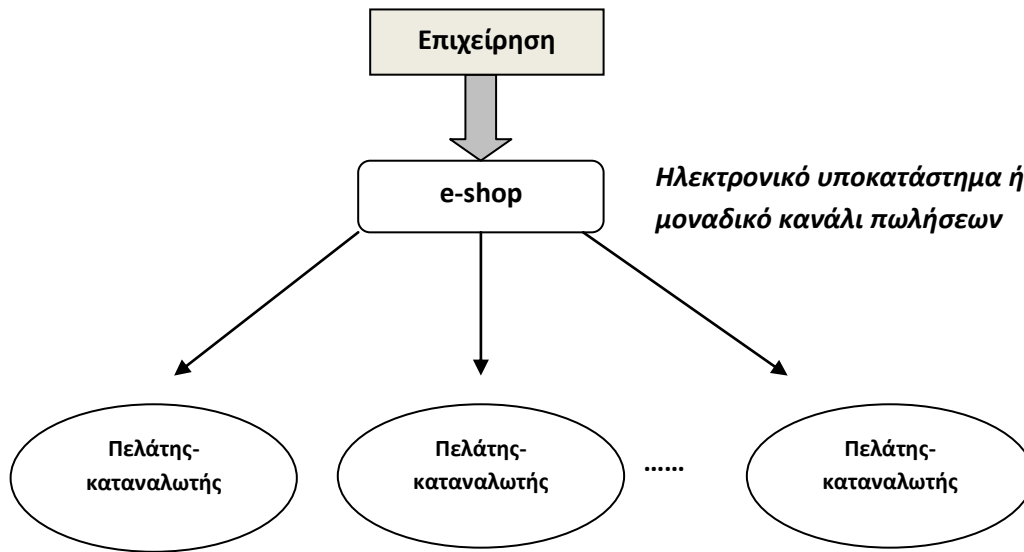 Επιχείρηση
e-shop
Ηλεκτρονικό υποκατάστημα ή
μοναδικό κανάλι πωλήσεων
Πελάτης-
καταναλωτής
Πελάτης-
καταναλωτής
......
Πελάτης-
καταναλωτής